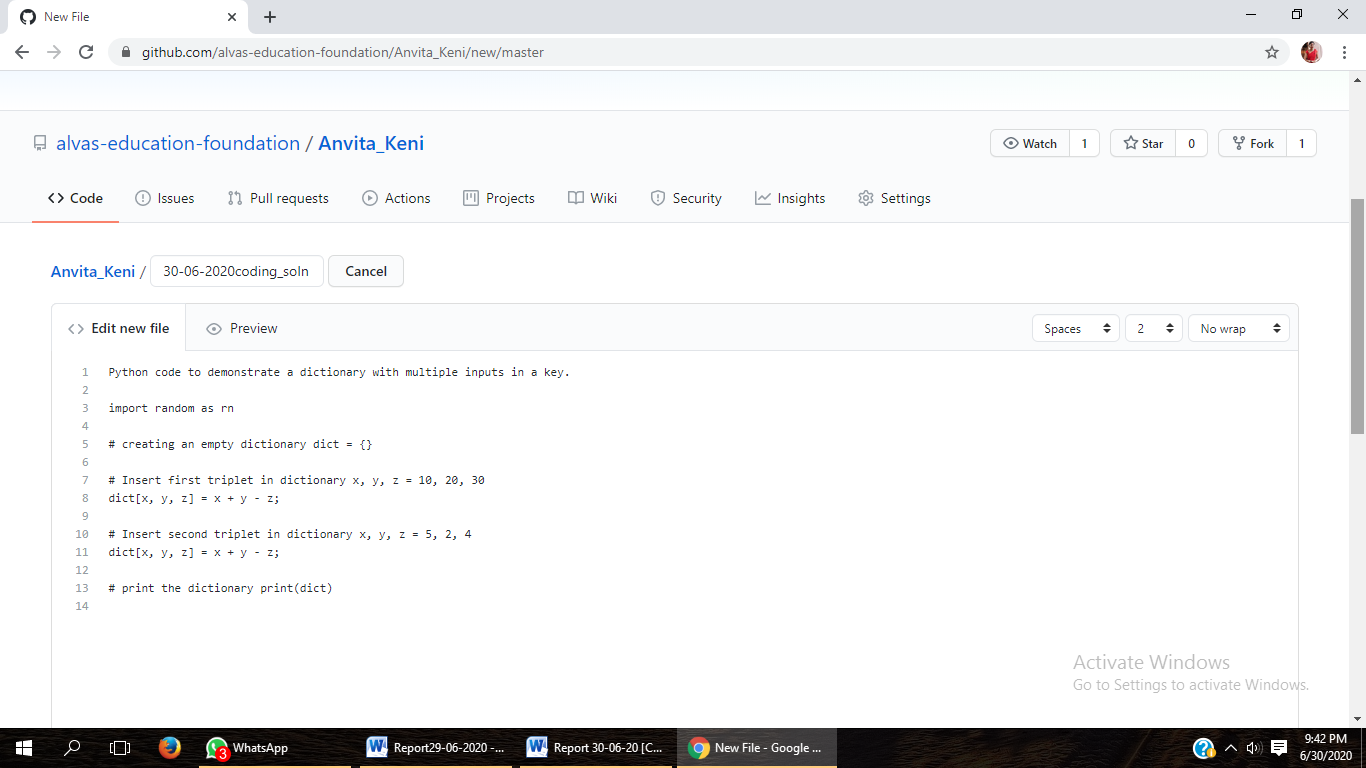 New File
github.com/alvas-education-foundation/Anvita_Keni/new/master
alvas-education-foundation / Anvita_Keni
Watch 1 Star 0 Fork 1
Code Issues Pull requests Actions Projects Wiki Security Insights Settings
Anvita_Keni / 30-06-2020coding_soln Cancel
Edit new file Preview Spaces 2 No wrap
1 Python code to demonstrate a dictionary with multiple inputs in a key.
2
3 import random as rn
4
5 # creating an empty dictionary dict = {}
6
7 # Insert first triplet in dictionary x, y, z = 10, 20, 30
8 dict[x, y, z] = x + y - z;
9
10 # Insert second triplet in dictionary x, y, z = 5, 2, 4
11 dict[x, y, z] = x + y - z;
12
13 # print the dictionary print(dict)
14
Activate Windows
Go to Settings to activate Windows.
3 WhatsApp Report29-06-2020 -... Report 30-06-20 [C... New File - Google ... 9:42 PM
6/30/2020